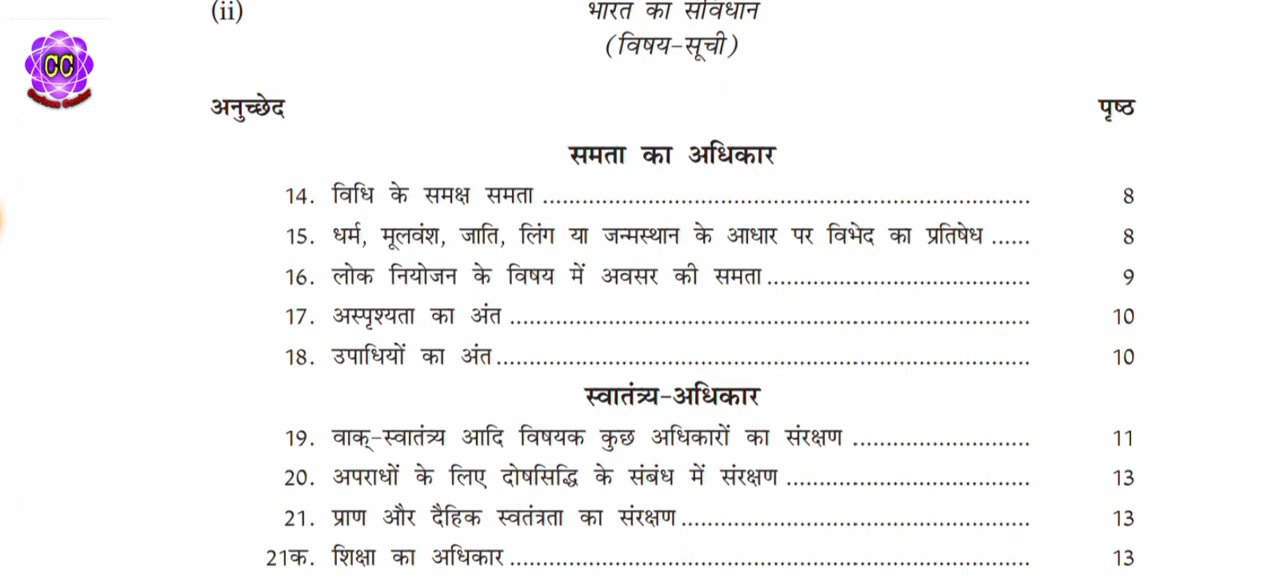 (ii)
भारत का संविधान
(विषय-सूची)
CC
Curious Center
अनुच्छेद पृष्ठ
समता का अधिकार
14. विधि के समक्ष समता .......................................................................... 8
15. धर्म, मूलवंश, जाति, लिंग या जन्मस्थान के आधार पर विभेद का प्रतिषेध ...... 8
16. लोक नियोजन के विषय में अवसर की समता ........................................ 9
17. अस्पृश्यता का अंत ............................................................................... 10
18. उपाधियों का अंत ................................................................................. 10
स्वातंत्र्य-अधिकार
19. वाक्-स्वातंत्र्य आदि विषयक कुछ अधिकारों का संरक्षण ........................... 11
20. अपराधों के लिए दोषसिद्धि के संबंध में संरक्षण ..................................... 13
21. प्राण और दैहिक स्वतंत्रता का संरक्षण ..................................................... 13
21क. शिक्षा का अधिकार ............................................................................... 13